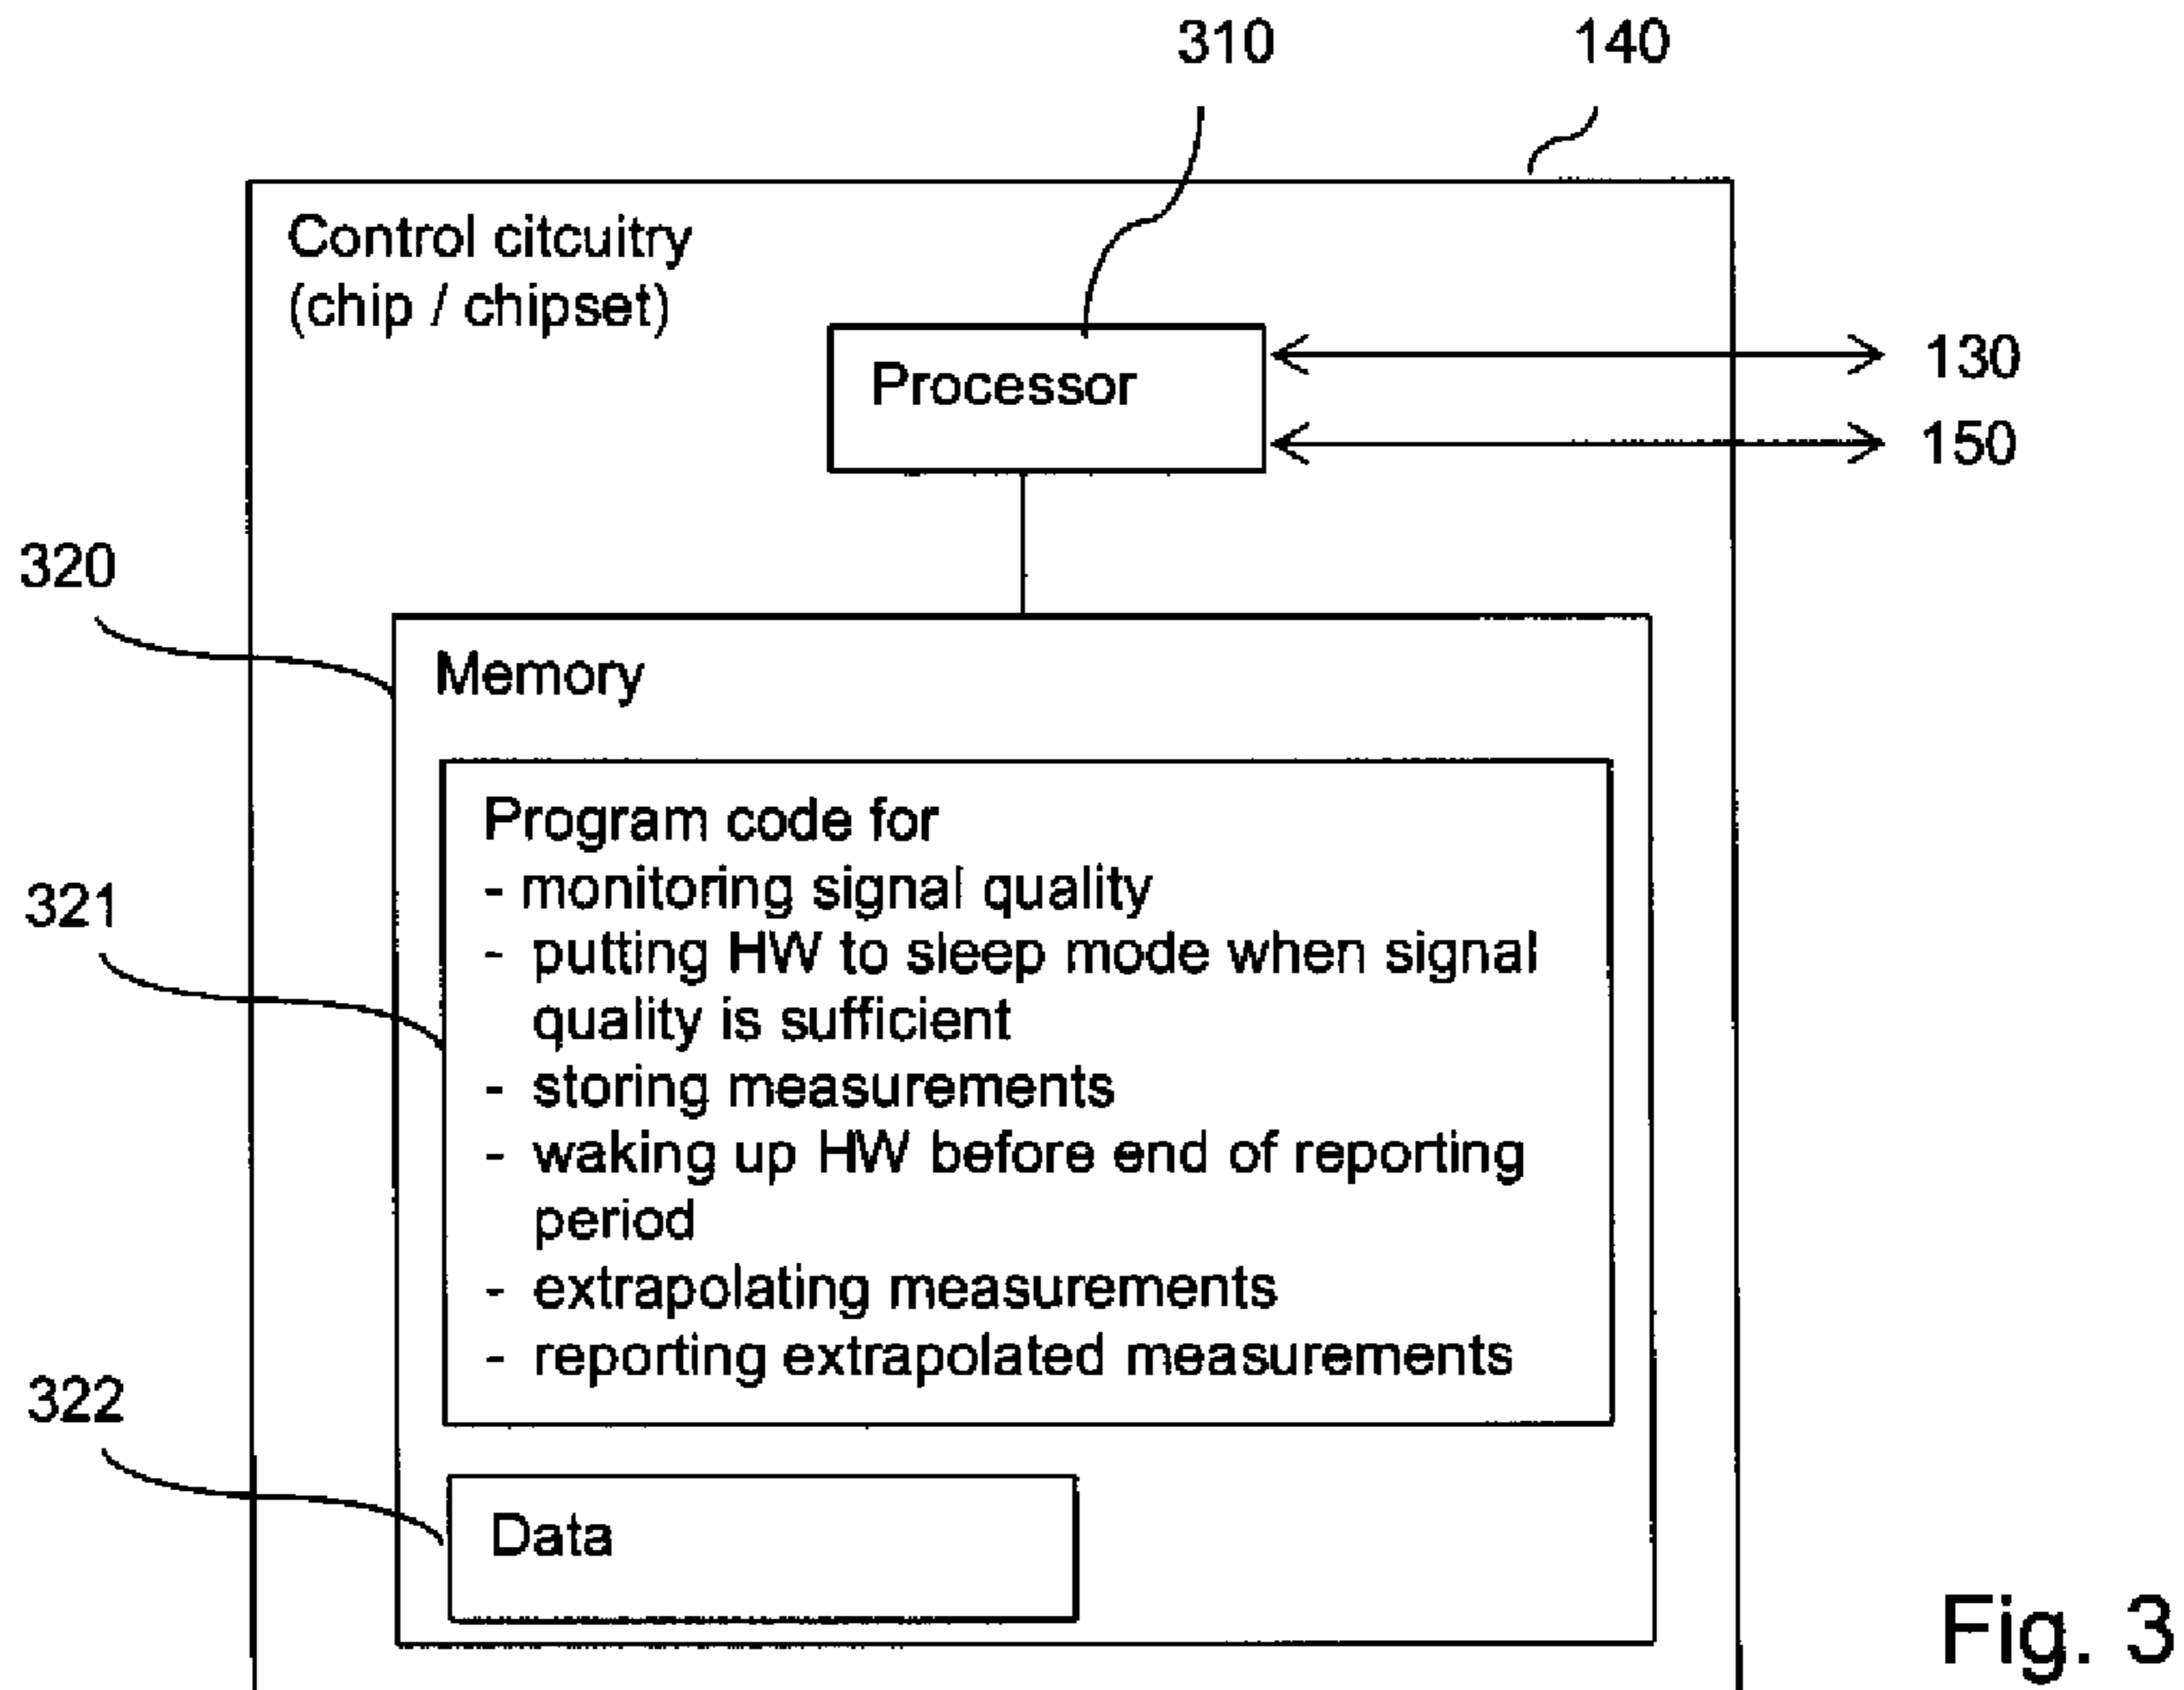 310
140
Control citcuitry
(chip / chipset)
Processor
130
150
320
Memory
Program code for
- monitoring signal quality
- putting HW to sleep mode when signal
quality is sufficient
- storing measurements
- waking up HW before end of reporting
period
- extrapolating measurements
- reporting extrapolated measurements
321
322
Data
Fig. 3